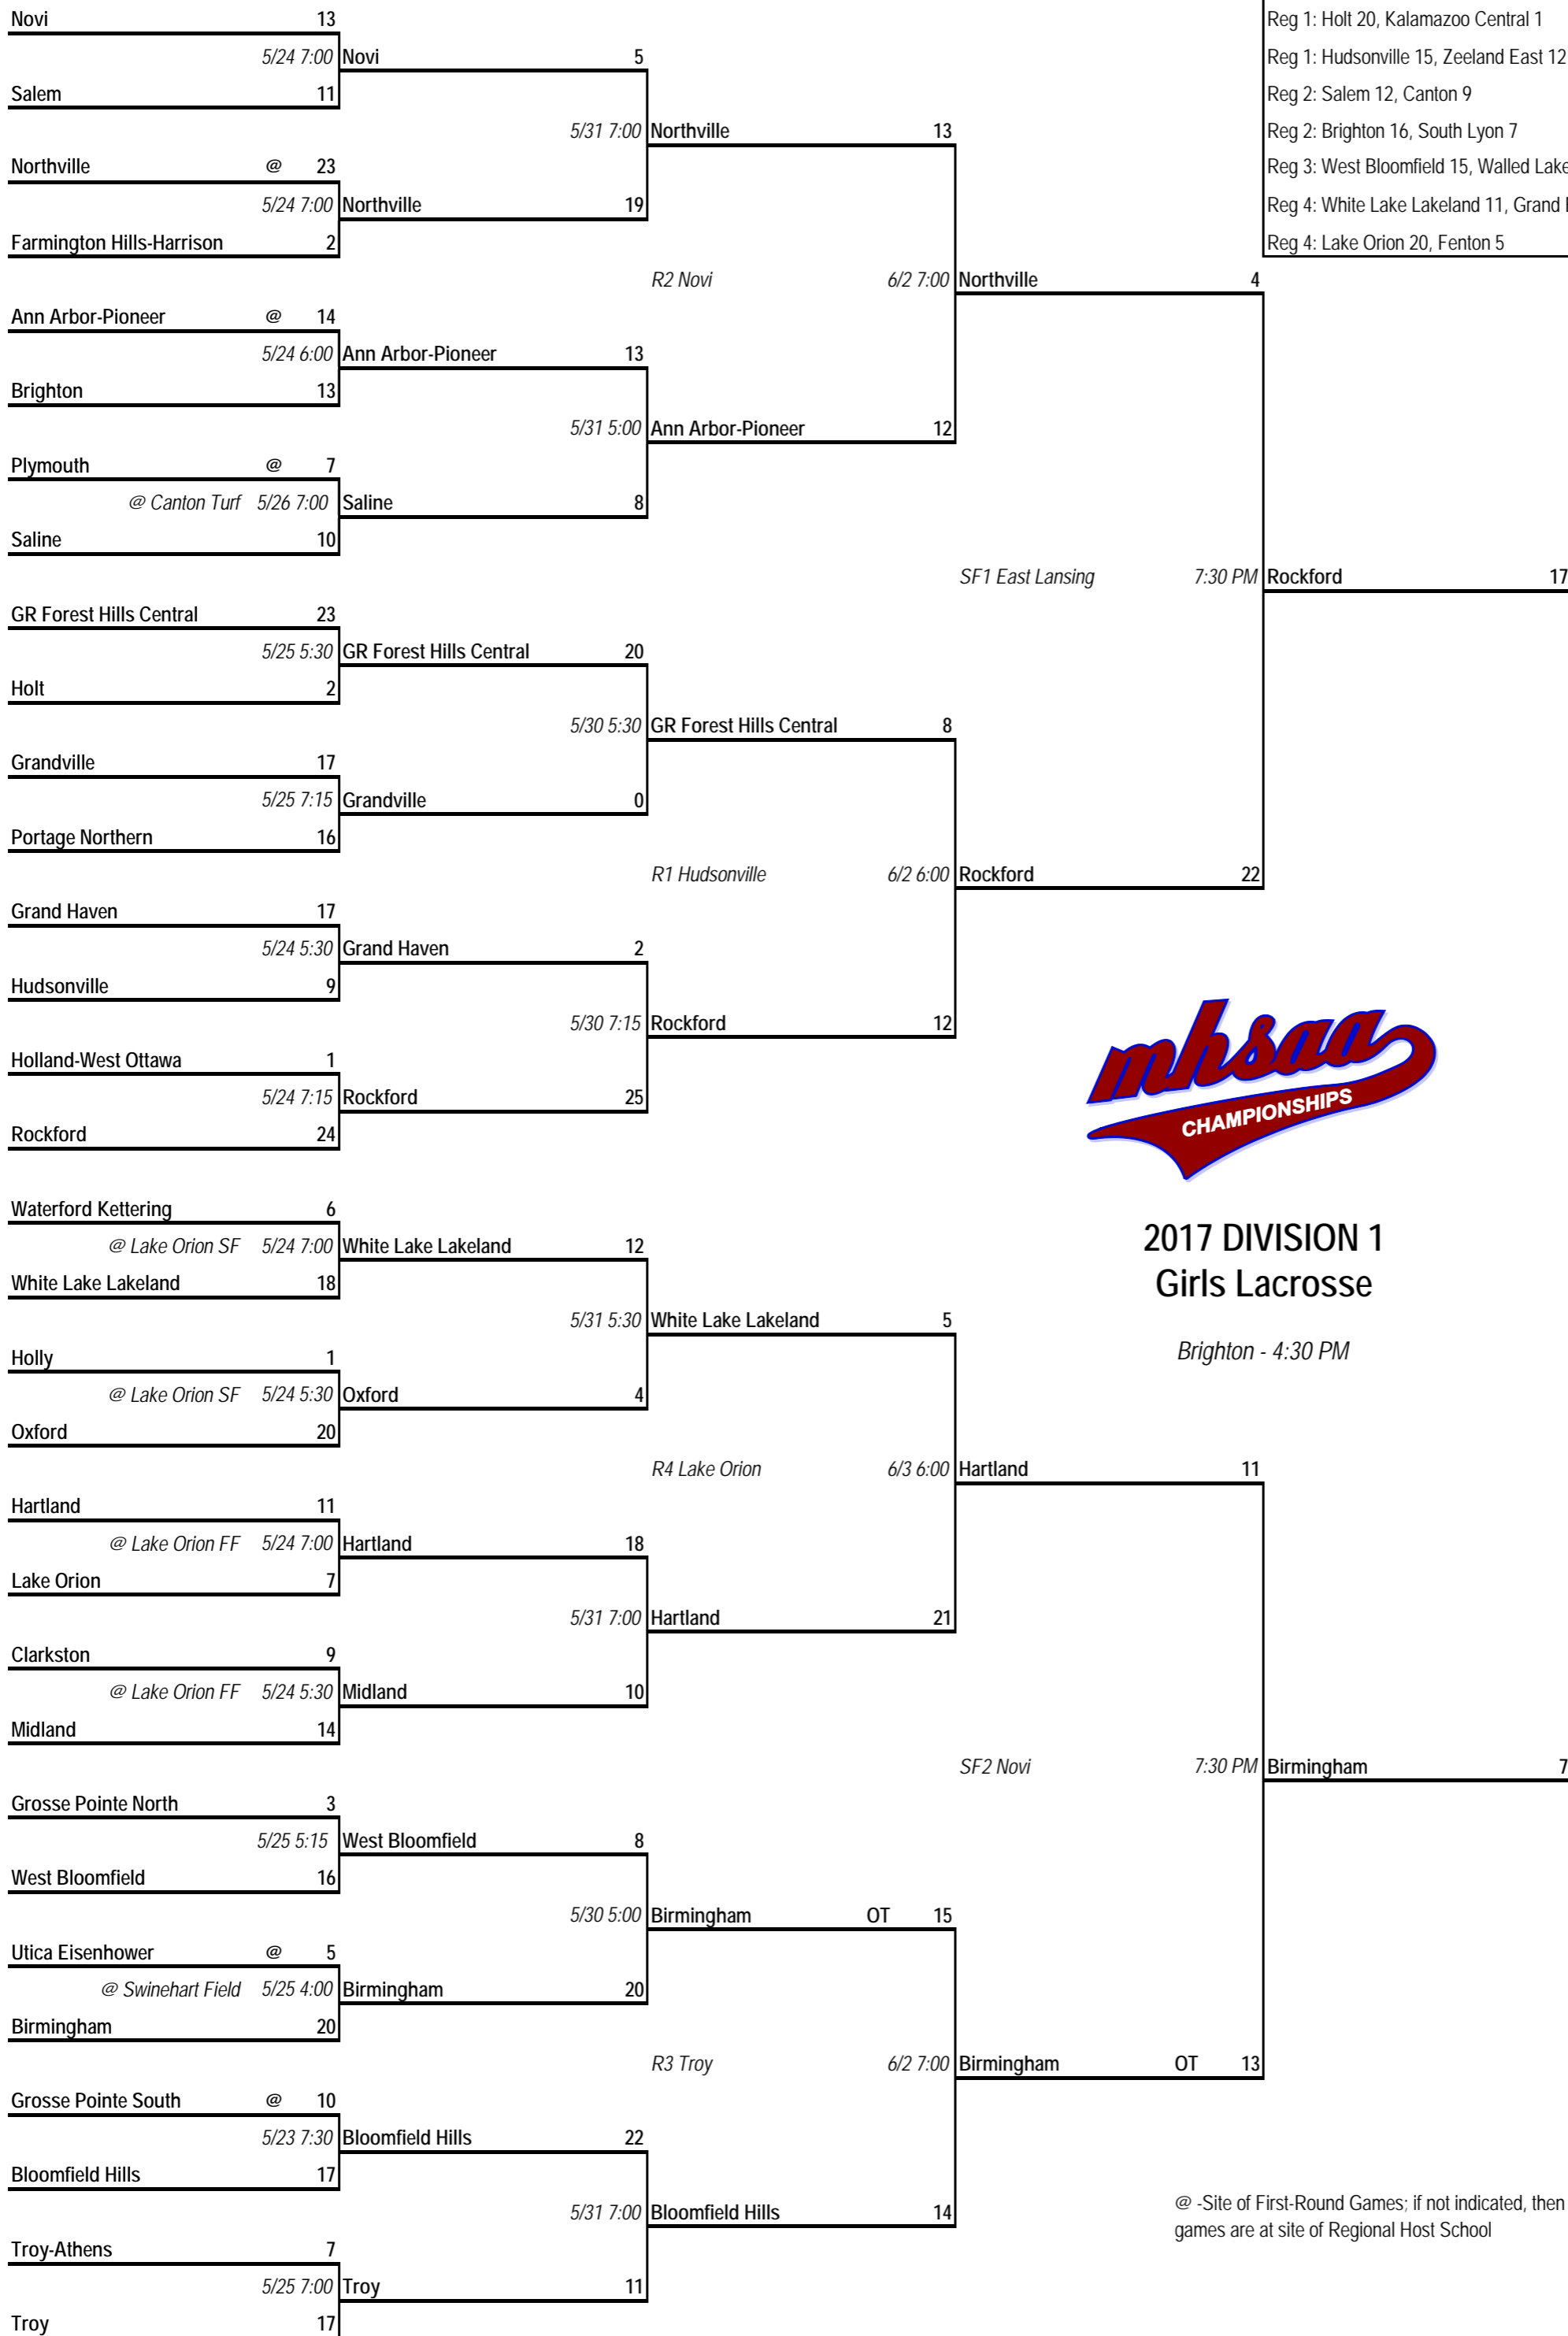 Novi 13
5/24 7:00 Novi 5
Salem 11
5/31 7:00 Northville 13
Northville @ 23
5/24 7:00 Northville 19
Farmington Hills-Harrison 2
R2 Novi 6/2 7:00 Northville 4
Ann Arbor-Pioneer @ 14
5/24 6:00 Ann Arbor-Pioneer 13
Brighton 13
5/31 5:00 Ann Arbor-Pioneer 12
Plymouth @ 7
@ Canton Turf 5/26 7:00 Saline 8
Saline 10
SF1 East Lansing 7:30 PM Rockford 17
GR Forest Hills Central 23
5/25 5:30 GR Forest Hills Central 20
Holt 2
5/30 5:30 GR Forest Hills Central 8
Grandville 17
5/25 7:15 Grandville 0
Portage Northern 16
R1 Hudsonville 6/2 6:00 Rockford 22
Grand Haven 17
5/24 5:30 Grand Haven 2
Hudsonville 9
5/30 7:15 Rockford 12
Holland-West Ottawa 1
5/24 7:15 Rockford 25
Rockford 24
Waterford Kettering 6
@ Lake Orion SF 5/24 7:00 White Lake Lakeland 12
White Lake Lakeland 18
5/31 5:30 White Lake Lakeland 5
Holly 1
@ Lake Orion SF 5/24 5:30 Oxford 4
Oxford 20
R4 Lake Orion 6/3 6:00 Hartland 11
Hartland 11
@ Lake Orion FF 5/24 7:00 Hartland 18
Lake Orion 7
5/31 7:00 Hartland 21
Clarkston 9
@ Lake Orion FF 5/24 5:30 Midland 10
Midland 14
SF2 Novi 7:30 PM Birmingham 7
Grosse Pointe North 3
5/25 5:15 West Bloomfield 8
West Bloomfield 16
5/30 5:00 Birmingham OT 15
Utica Eisenhower @ 5
@ Swinehart Field 5/25 4:00 Birmingham 20
Birmingham 20
R3 Troy 6/2 7:00 Birmingham OT 13
Grosse Pointe South @ 10
5/23 7:30 Bloomfield Hills 22
Bloomfield Hills 17
5/31 7:00 Bloomfield Hills 14
Troy-Athens 7
5/25 7:00 Troy 11
Troy 17
Reg 1: Holt 20, Kalamazoo Central 1
Reg 1: Hudsonville 15, Zeeland East 12
Reg 2: Salem 12, Canton 9
Reg 2: Brighton 16, South Lyon 7
Reg 3: West Bloomfield 15, Walled Lake
Reg 4: White Lake Lakeland 11, Grand
Reg 4: Lake Orion 20, Fenton 5
mhsaa
CHAMPIONSHIPS
2017 DIVISION 1
Girls Lacrosse
Brighton - 4:30 PM
@ -Site of First-Round Games; if not indicated, then
games are at site of Regional Host School